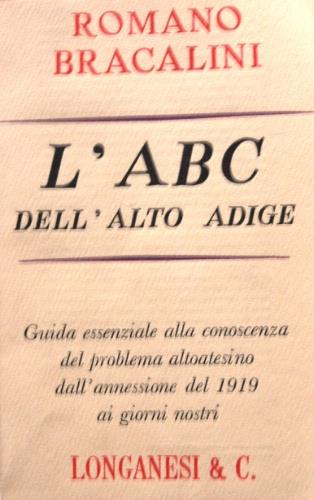 ROMANO
BRACALINI
L'ABC
DELL'ALTO ADIGE
Guida essenziale alla conoscenza
del problema altoatesino
dall'annessione del 1919
ai giorni nostri
LONGANESI & C.